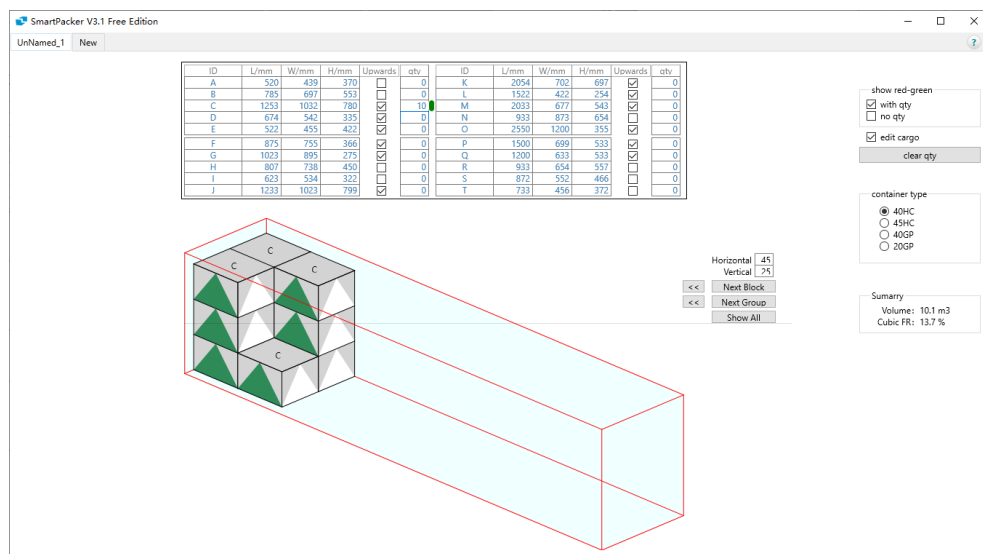 SmartPacker V3.1 Free Edition
UnNamed_1 New
?
ID L/mm W/mm H/mm Upwards qty ID L/mm W/mm H/mm Upwards qty
A 520 439 370 0 K 2054 702 697 0
B 785 697 553 0 L 1522 422 254 0
C 1253 1032 780 10 M 2033 677 543 0
D 674 542 335 0 N 933 873 654 0
E 522 455 422 0 O 2550 1200 355 0
F 875 755 366 0 P 1500 699 533 0
G 1023 895 275 0 Q 1200 633 533 0
H 807 738 450 0 R 933 654 557 0
I 623 534 322 0 S 872 552 466 0
J 1233 1023 799 0 T 733 456 372 0
show red-green
with qty
no qty
edit cargo
clear qty
container type
40HC
45HC
40GP
20GP
C
C C
C
Horizontal 45
Vertical 25
<< Next Block
<< Next Group
Show All
Sumarry
Volume: 10.1 m3
Cubic FR: 13.7 %